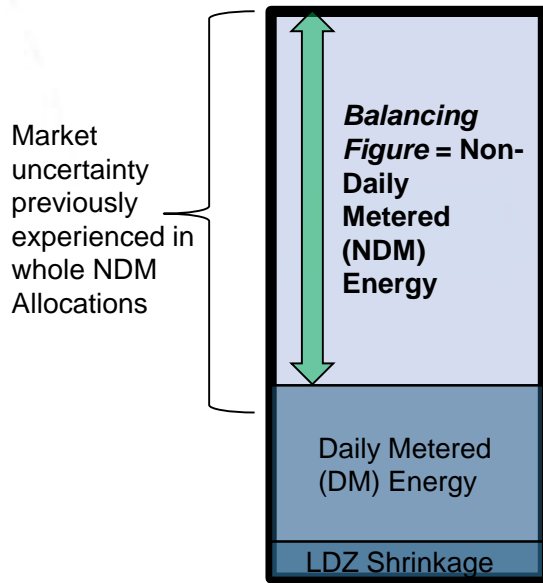 Market
uncertainty
previously
experienced in
whole NDM
Allocations
Balancing
Figure = Non-
Daily
Metered
(NDM)
Energy
Daily Metered
(DM) Energy
LDZ Shrinkage